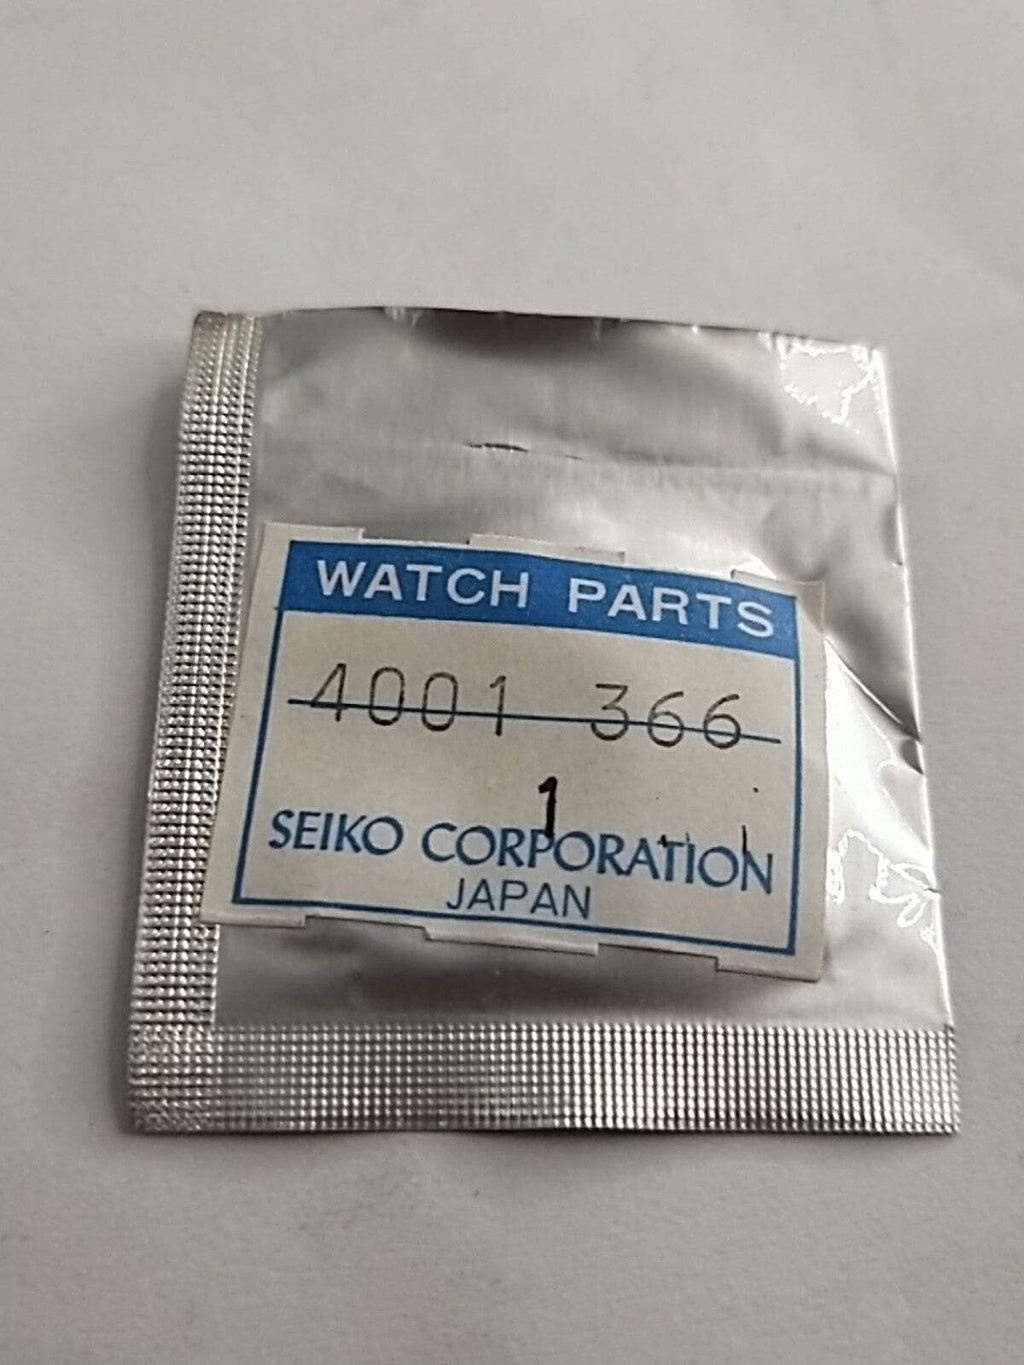 WATCH PARTS
4001 366
1
SEIKO CORPORATION
JAPAN